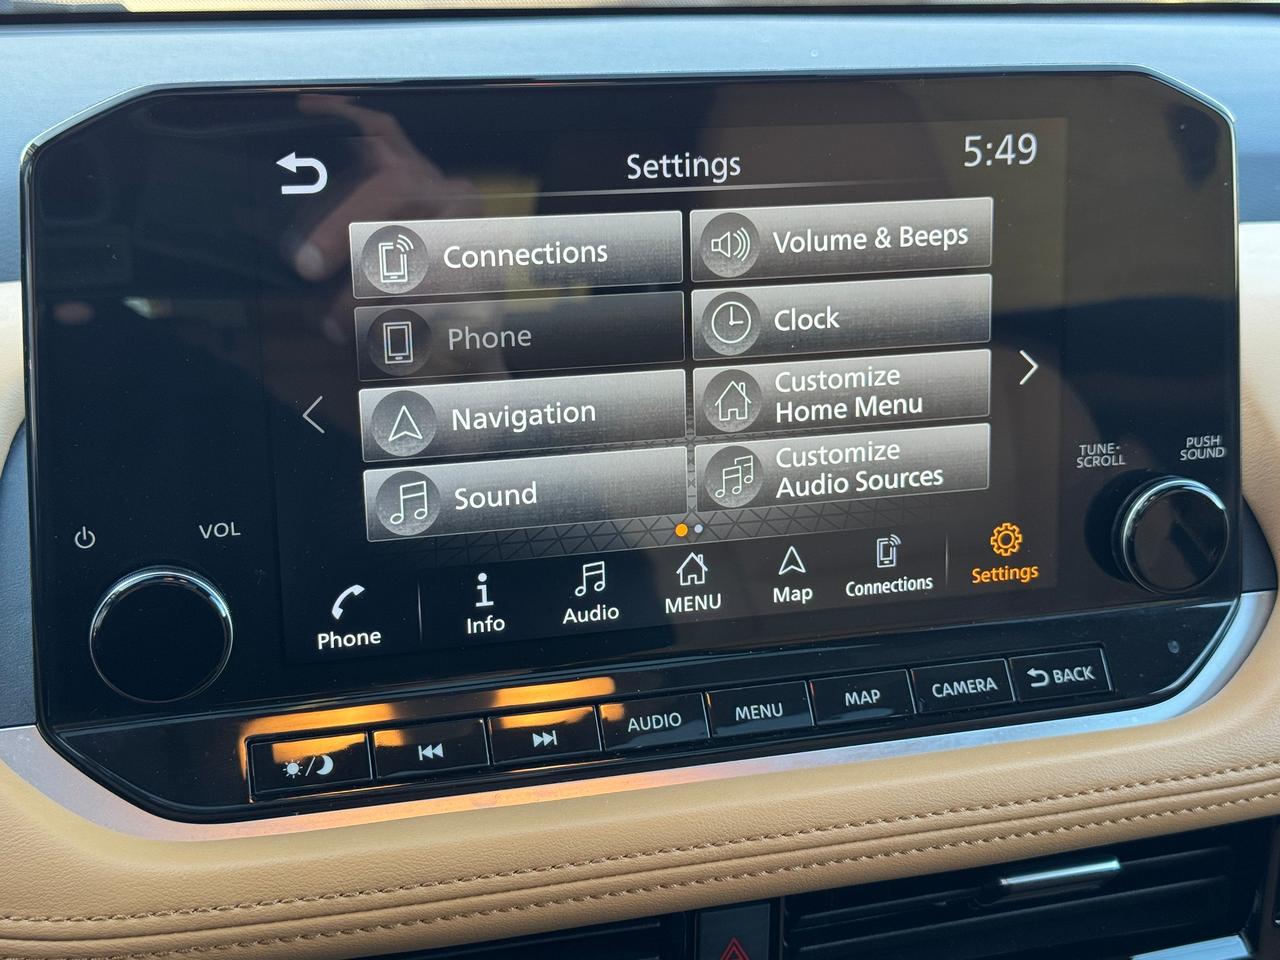 Settings
5:49
Connections
Volume & Beeps
Phone
Clock
Navigation
Customize
Home Menu
Sound
Customize
Audio Sources
TUNE·
SCROLL
PUSH
SOUND
VOL
Phone
Info
Audio
MENU
Map
Connections
Settings
AUDIO
MENU
MAP
CAMERA
BACK